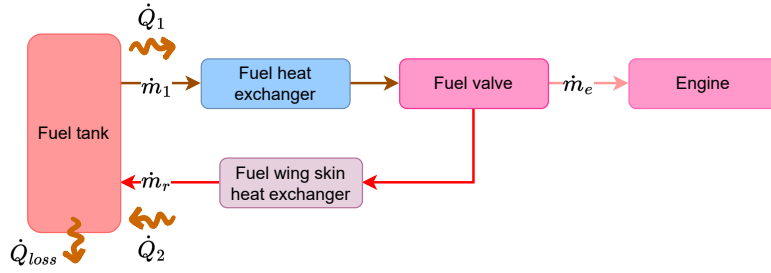 Q̇₁
Fuel heat
exchanger
Fuel valve
Engine
ṁ₁
ṁₑ
Fuel tank
Fuel wing skin
heat exchanger
ṁᵣ
Q̇₂
Q̇_{loss}